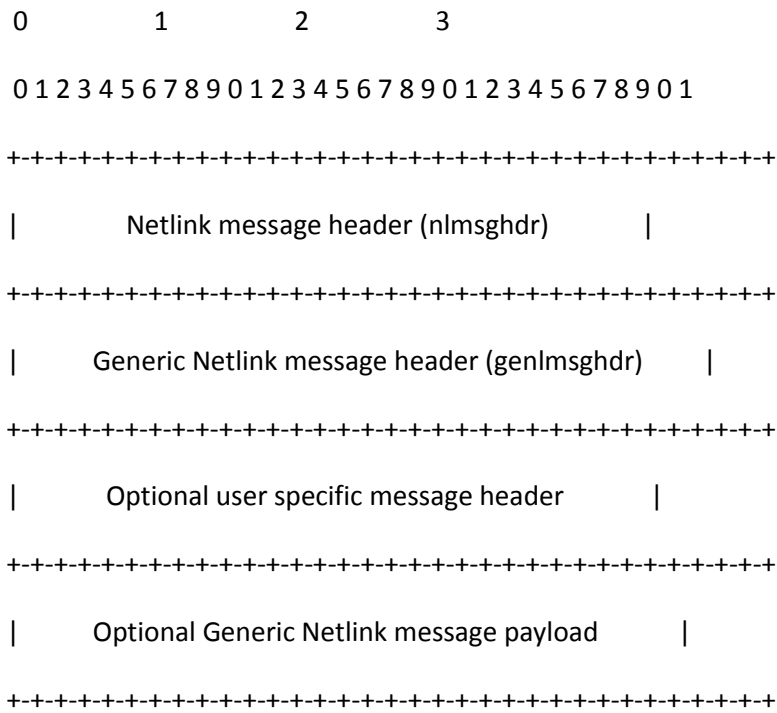 0 1 2 3
0 1 2 3 4 5 6 7 8 9 0 1 2 3 4 5 6 7 8 9 0 1 2 3 4 5 6 7 8 9 0 1
+-+-+-+-+-+-+-+-+-+-+-+-+-+-+-+-+-+-+-+-+-+-+-+-+-+-+-+-+-+-+-+-+
| Netlink message header (nlmsghdr) |
+-+-+-+-+-+-+-+-+-+-+-+-+-+-+-+-+-+-+-+-+-+-+-+-+-+-+-+-+-+-+-+-+
| Generic Netlink message header (genlmsghdr) |
+-+-+-+-+-+-+-+-+-+-+-+-+-+-+-+-+-+-+-+-+-+-+-+-+-+-+-+-+-+-+-+-+
| Optional user specific message header |
+-+-+-+-+-+-+-+-+-+-+-+-+-+-+-+-+-+-+-+-+-+-+-+-+-+-+-+-+-+-+-+-+
| Optional Generic Netlink message payload |
+-+-+-+-+-+-+-+-+-+-+-+-+-+-+-+-+-+-+-+-+-+-+-+-+-+-+-+-+-+-+-+-+